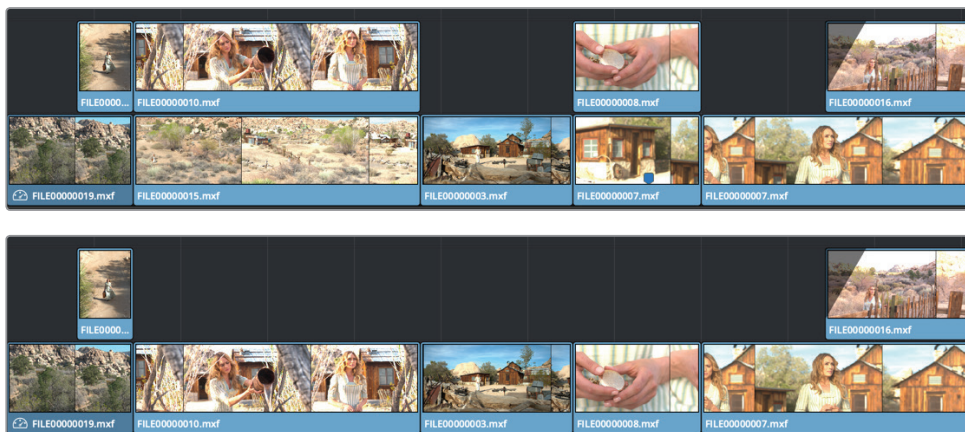 FILE0000...
FILE00000010.mxf
FILE00000008.mxf
FILE00000016.mxf
FILE00000019.mxf
FILE00000015.mxf
FILE00000003.mxf
FILE00000007.mxf
FILE00000007.mxf
FILE0000...
FILE00000016.mxf
FILE00000019.mxf
FILE00000010.mxf
FILE00000003.mxf
FILE00000008.mxf
FILE00000007.mxf